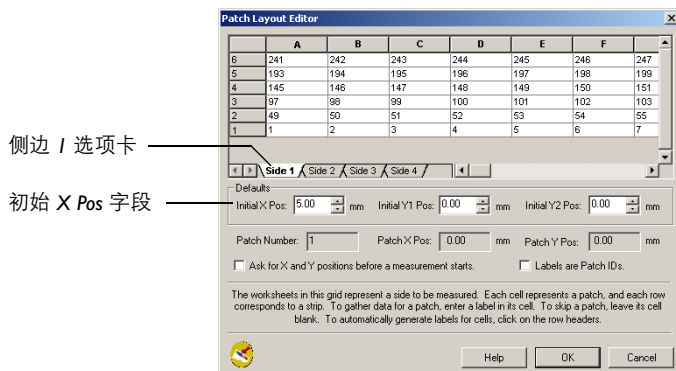 Patch Layout Editor
A B C D E F
6 241 242 243 244 245 246 247
5 193 194 195 196 197 198 199
4 145 146 147 148 149 150 151
3 97 98 99 100 101 102 103
2 49 50 51 52 53 54 55
1 1 2 3 4 5 6 7
侧边 1 选项卡
Side 1 Side 2 Side 3 Side 4
Defaults
初始 X Pos 字段
Initial X Pos: 5.00 mm Initial Y1 Pos: 0.00 mm Initial Y2 Pos: 0.00 mm
Patch Number: 1 Patch X Pos: 0.00 mm Patch Y Pos: 0.00 mm
Ask for X and Y positions before a measurement starts. Labels are Patch IDs.
The worksheets in this grid represent a side to be measured. Each cell represents a patch, and each row
corresponds to a strip. To gather data for a patch, enter a label in its cell. To skip a patch, leave its cell
blank. To automatically generate labels for cells, click on the row headers.
Help OK Cancel